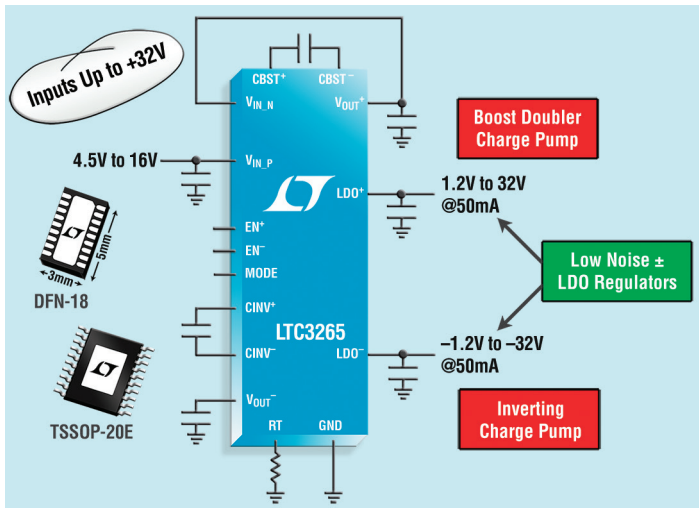 Inputs Up to +32V
CBST+
CBST–
VIN_N
VOUT+
Boost Doubler
Charge Pump
4.5V to 16V
VIN_P
LDO+
1.2V to 32V
@50mA
EN+
EN–
MODE
Low Noise ±
LDO Regulators
5mm
3mm
DFN-18
CINV+
LTC3265
CINV–
LDO–
–1.2V to –32V
@50mA
VOUT–
TSSOP-20E
RT
GND
Inverting
Charge Pump